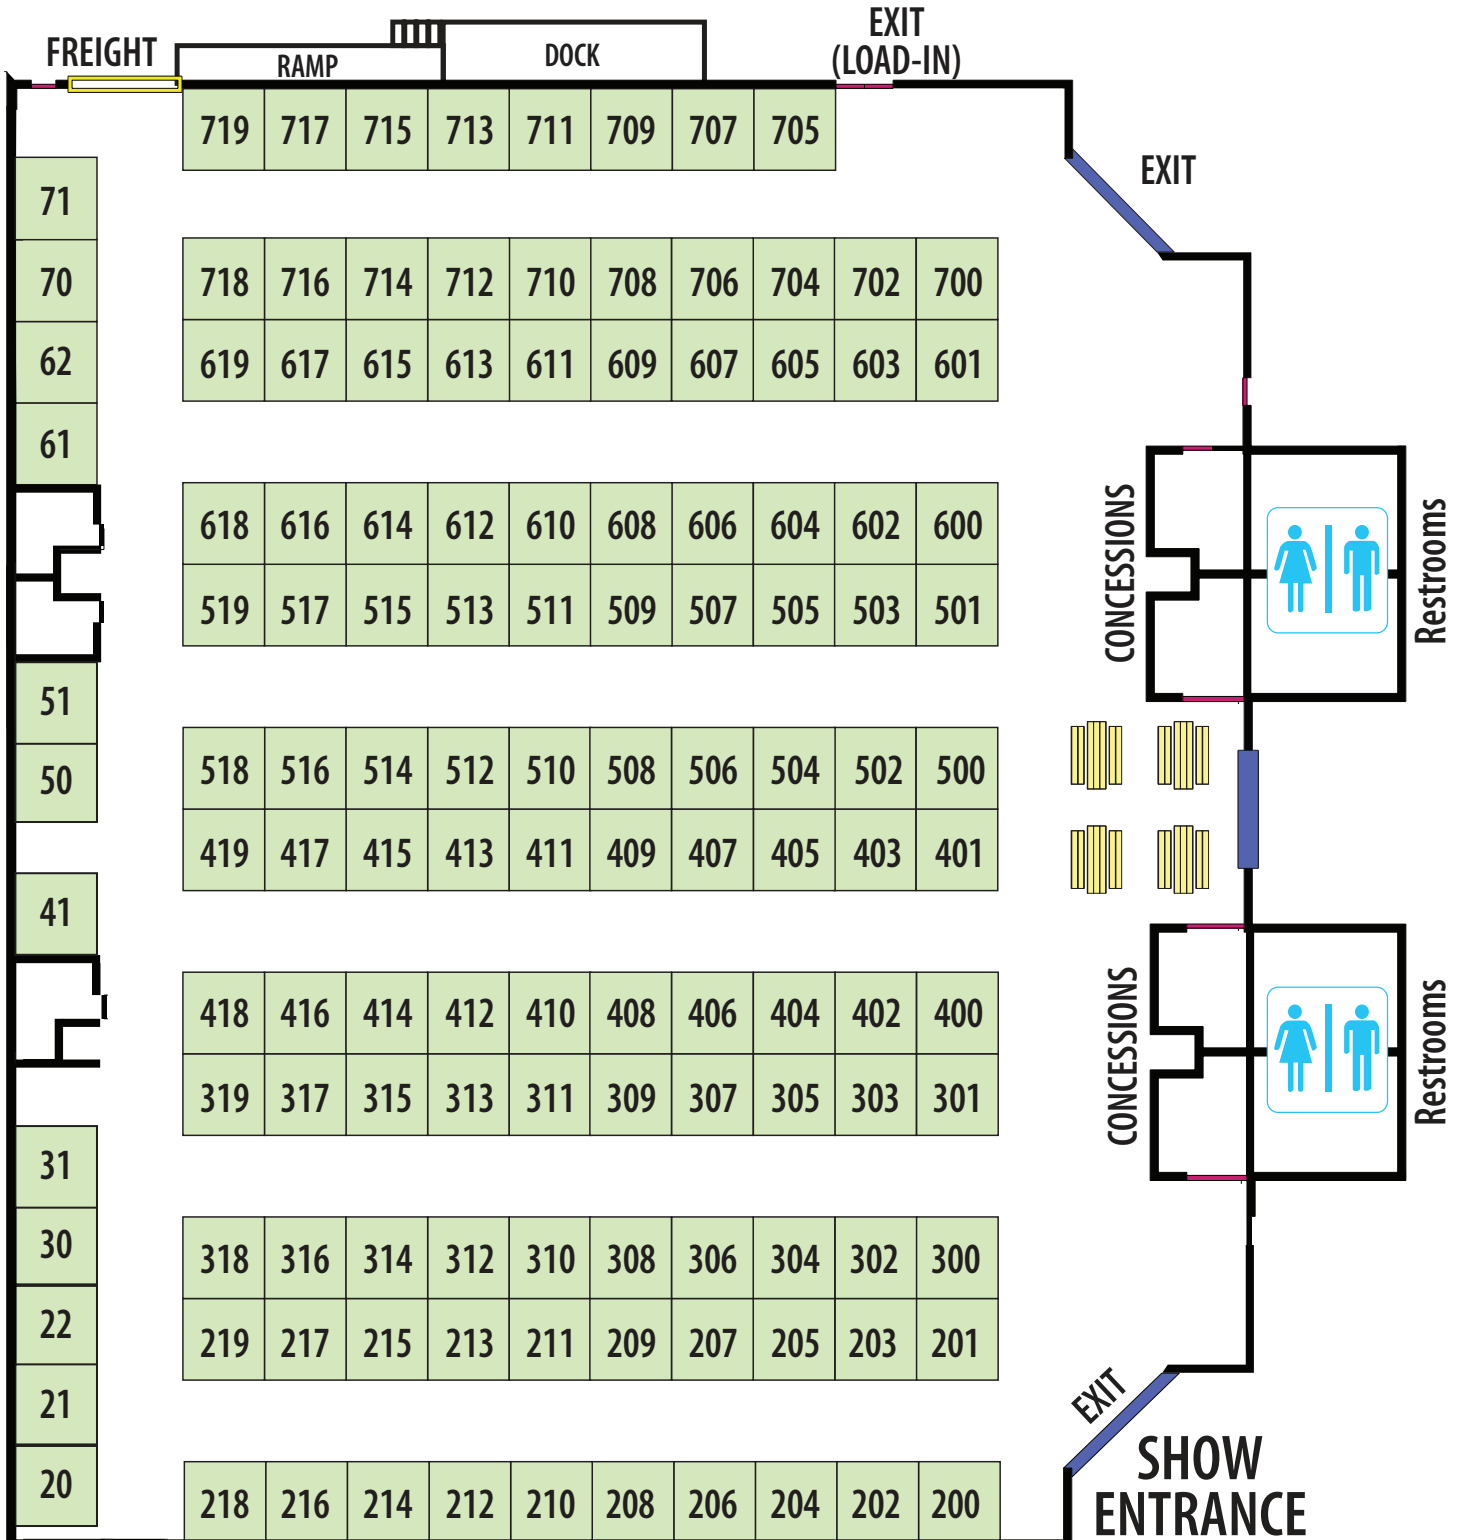 EXIT
(LOAD-IN)
FREIGHT
RAMP
DOCK
719 717 715 713 711 709 707 705
EXIT
71
70
62
61
718 716 714 712 710 708 706 704 702 700
619 617 615 613 611 609 607 605 603 601
618 616 614 612 610 608 606 604 602 600
519 517 515 513 511 509 507 505 503 501
CONCESSIONS
Restrooms
51
50
518 516 514 512 510 508 506 504 502 500
419 417 415 413 411 409 407 405 403 401
41
418 416 414 412 410 408 406 404 402 400
319 317 315 313 311 309 307 305 303 301
CONCESSIONS
Restrooms
31
30
22
21
20
318 316 314 312 310 308 306 304 302 300
219 217 215 213 211 209 207 205 203 201
EXIT
SHOW
ENTRANCE
218 216 214 212 210 208 206 204 202 200